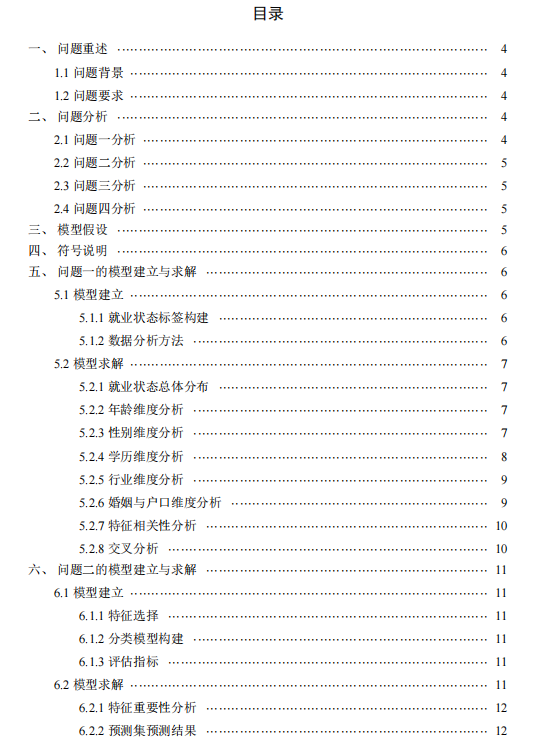 目录
一、 问题重述 4
1.1 问题背景 4
1.2 问题要求 4
二、 问题分析 4
2.1 问题一分析 4
2.2 问题二分析 5
2.3 问题三分析 5
2.4 问题四分析 5
三、 模型假设 5
四、 符号说明 6
五、 问题一的模型建立与求解 6
5.1 模型建立 6
5.1.1 就业状态标签构建 6
5.1.2 数据分析方法 6
5.2 模型求解 7
5.2.1 就业状态总体分布 7
5.2.2 年龄维度分析 7
5.2.3 性别维度分析 7
5.2.4 学历维度分析 8
5.2.5 行业维度分析 9
5.2.6 婚姻与户口维度分析 9
5.2.7 特征相关性分析 10
5.2.8 交叉分析 10
六、 问题二的模型建立与求解 11
6.1 模型建立 11
6.1.1 特征选择 11
6.1.2 分类模型构建 11
6.1.3 评估指标 11
6.2 模型求解 11
6.2.1 特征重要性分析 12
6.2.2 预测集预测结果 12